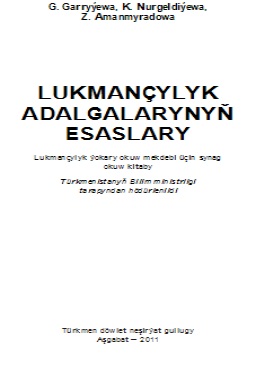 G. Garryýewa, K. Nurgeldiýewa,
Z. Amanmyradowa
LUKMANÇYLYK
ADALGALARYNYŇ
ESASLARY
Lukmançylyk ýokary okuw mekdebi üçin synag
okuw kitaby
Türkmenistanyň Bilim ministrligi
tarapyndan hödürlenildi
Türkmen döwlet neşirýat gullugy
Aşgabat – 2011